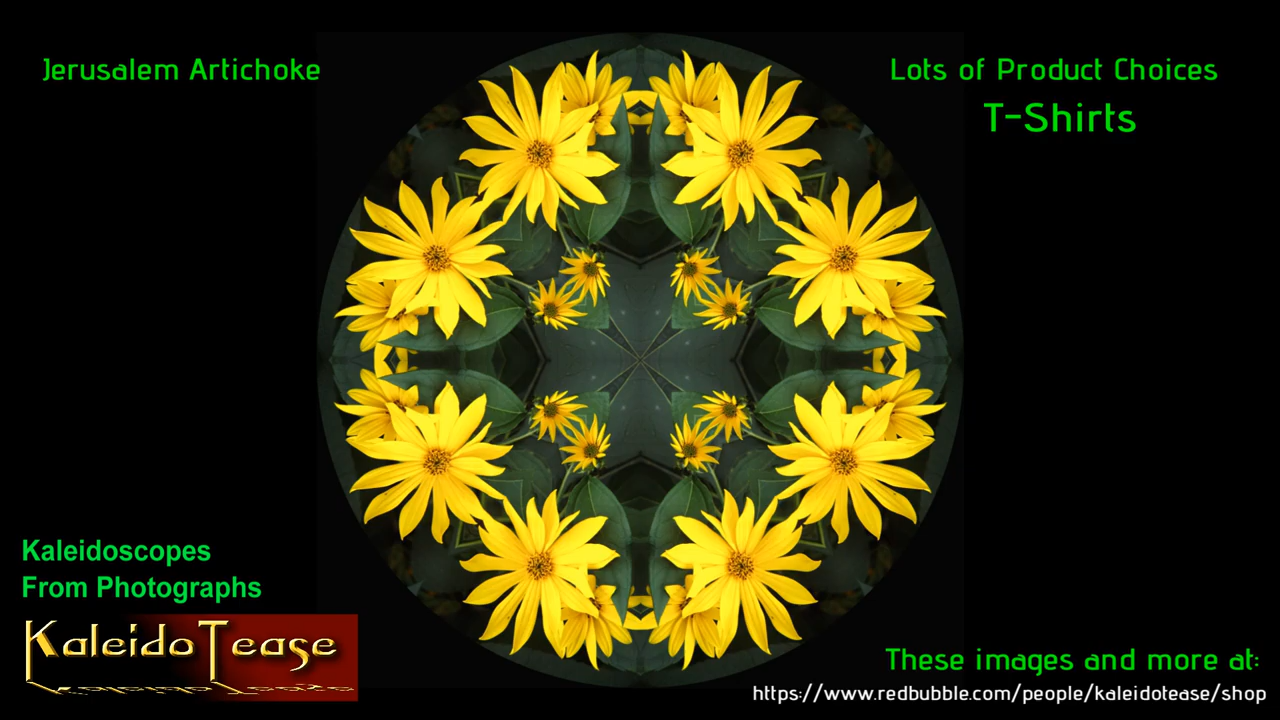 Jerusalem Artichoke
Lots of Product Choices
T-Shirts
Kaleidoscopes
From Photographs
KaleidoTease
These images and more at:
https://www.redbubble.com/people/kaleidotease/shop